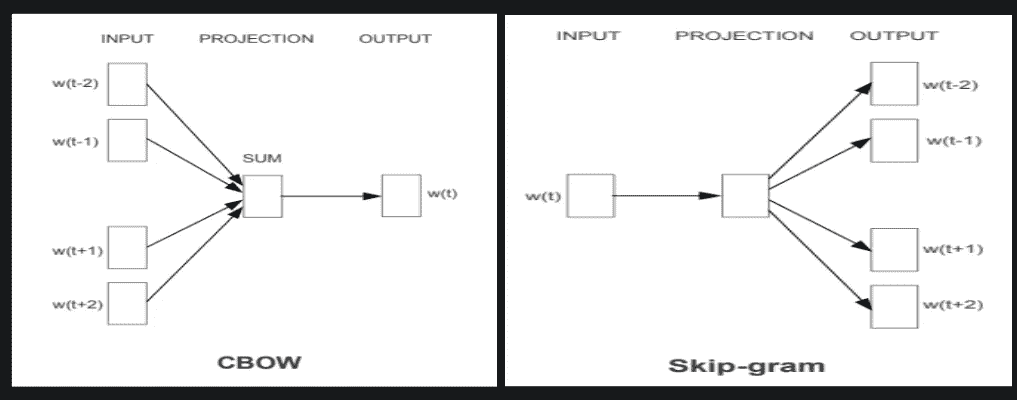 INPUT PROJECTION OUTPUT
w(t-2)
w(t-1)
SUM
w(t)
w(t+1)
w(t+2)
CBOW
INPUT PROJECTION OUTPUT
w(t-2)
w(t-1)
w(t)
w(t+1)
w(t+2)
Skip-gram